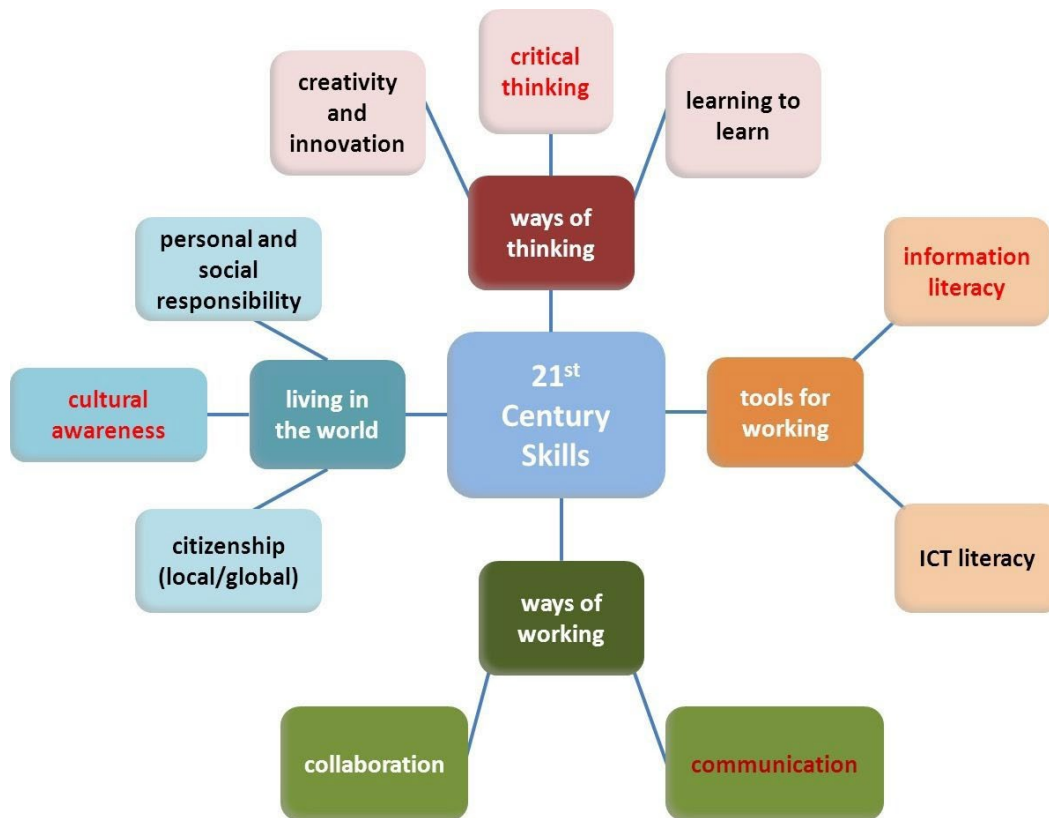 critical
thinking
creativity
and
innovation
learning to
learn
ways of
thinking
personal and
social
responsibility
information
literacy
cultural
awareness
living in
the world
21st
Century
Skills
tools for
working
citizenship
(local/global)
ICT literacy
ways of
working
collaboration
communication